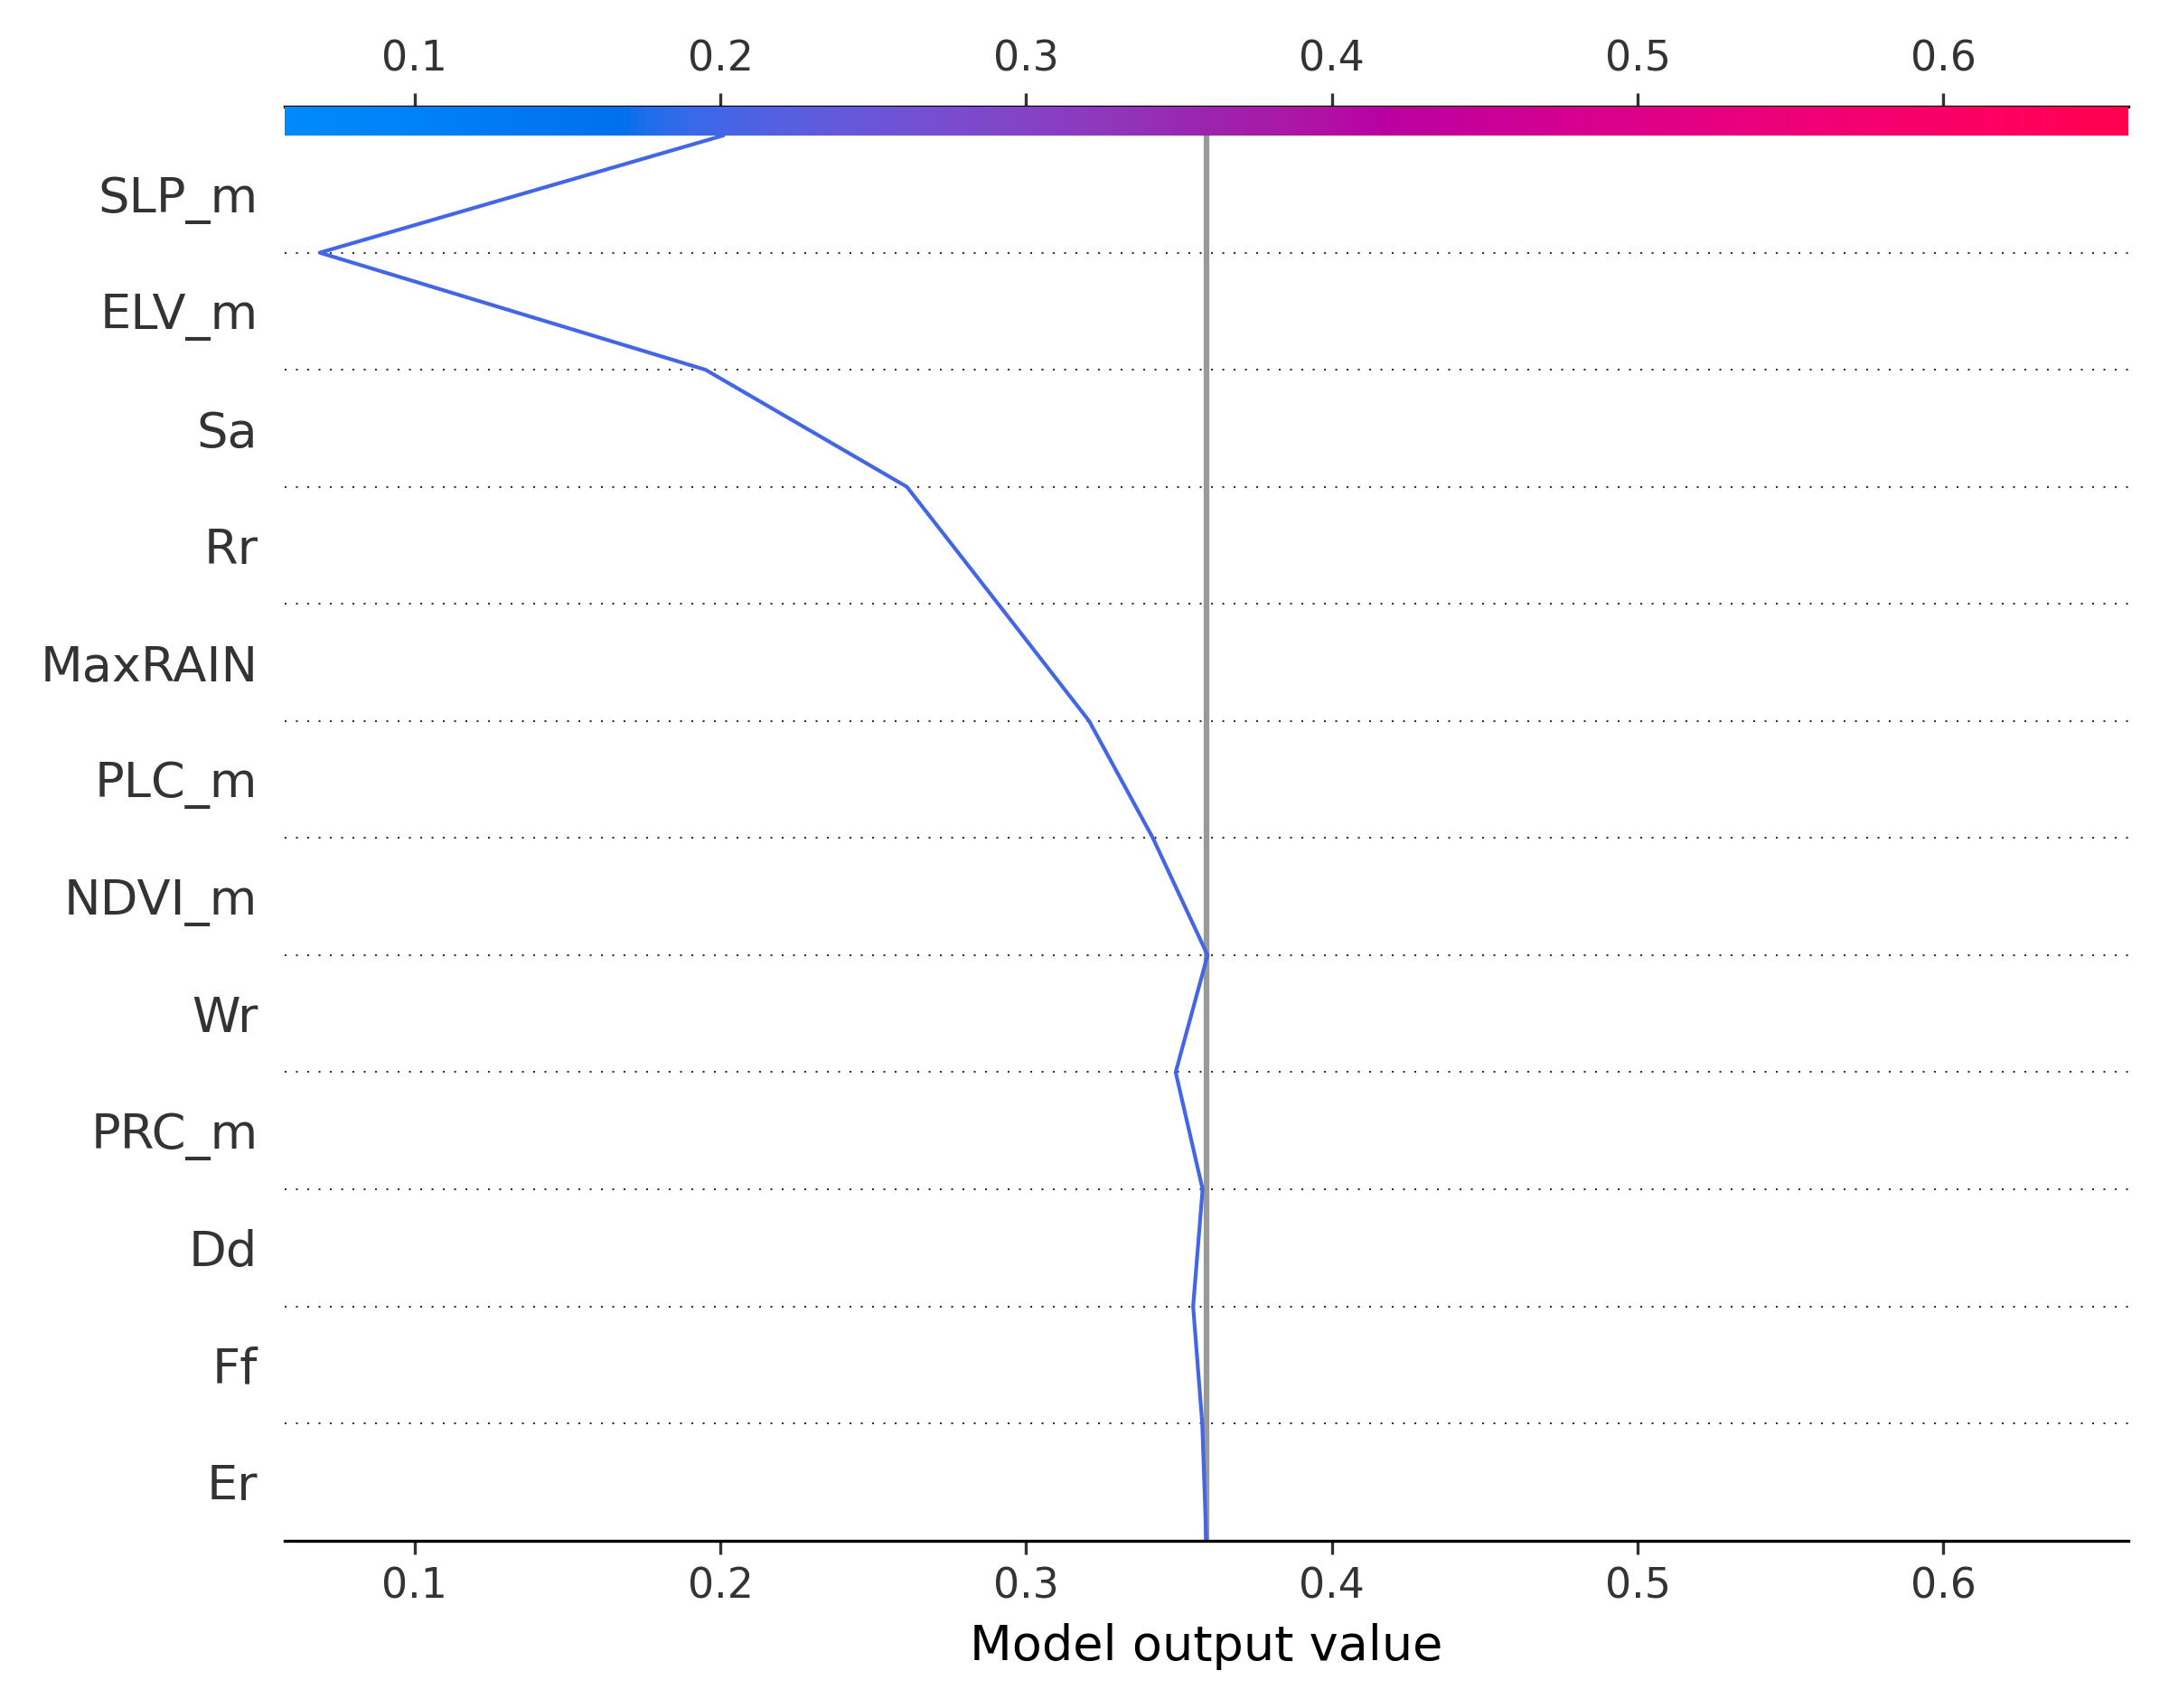 0.1 0.2 0.3 0.4 0.5 0.6
SLP_m
ELV_m
Sa
Rr
MaxRAIN
PLC_m
NDVI_m
Wr
PRC_m
Dd
Ff
Er
0.1 0.2 0.3 0.4 0.5 0.6
Model output value